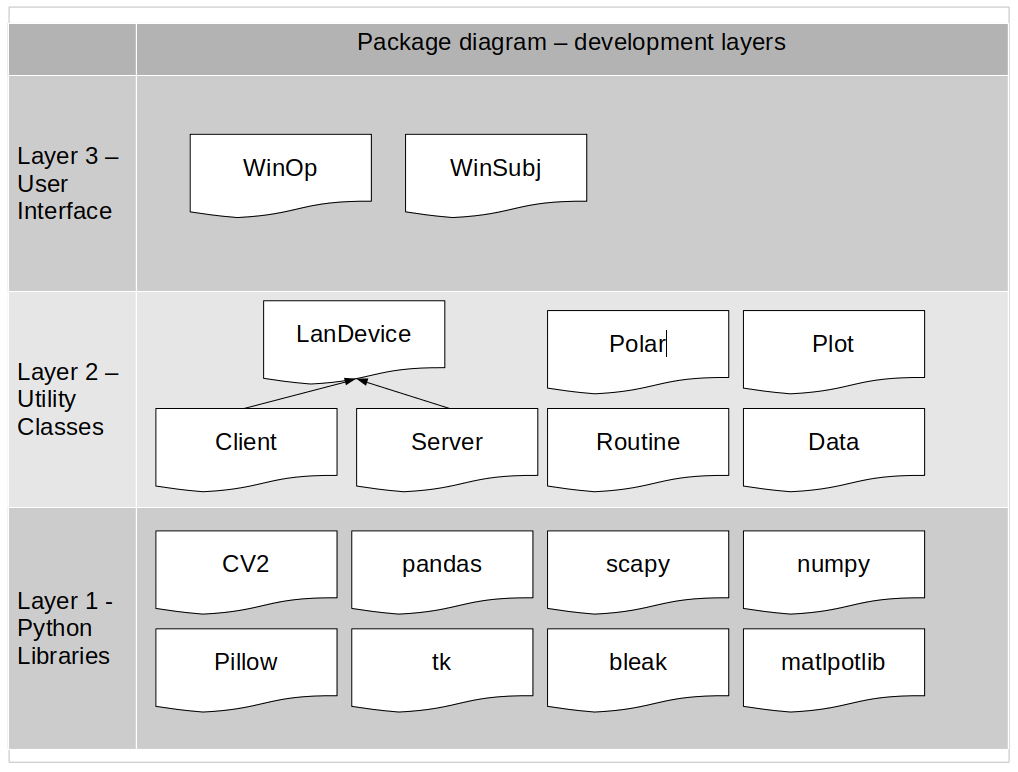 Package diagram – development layers
Layer 3 –
User
Interface
WinOp
WinSubj
Layer 2 –
Utility
Classes
LanDevice
Polar
Plot
Client
Server
Routine
Data
Layer 1 -
Python
Libraries
CV2
pandas
scapy
numpy
Pillow
tk
bleak
matlpotlib